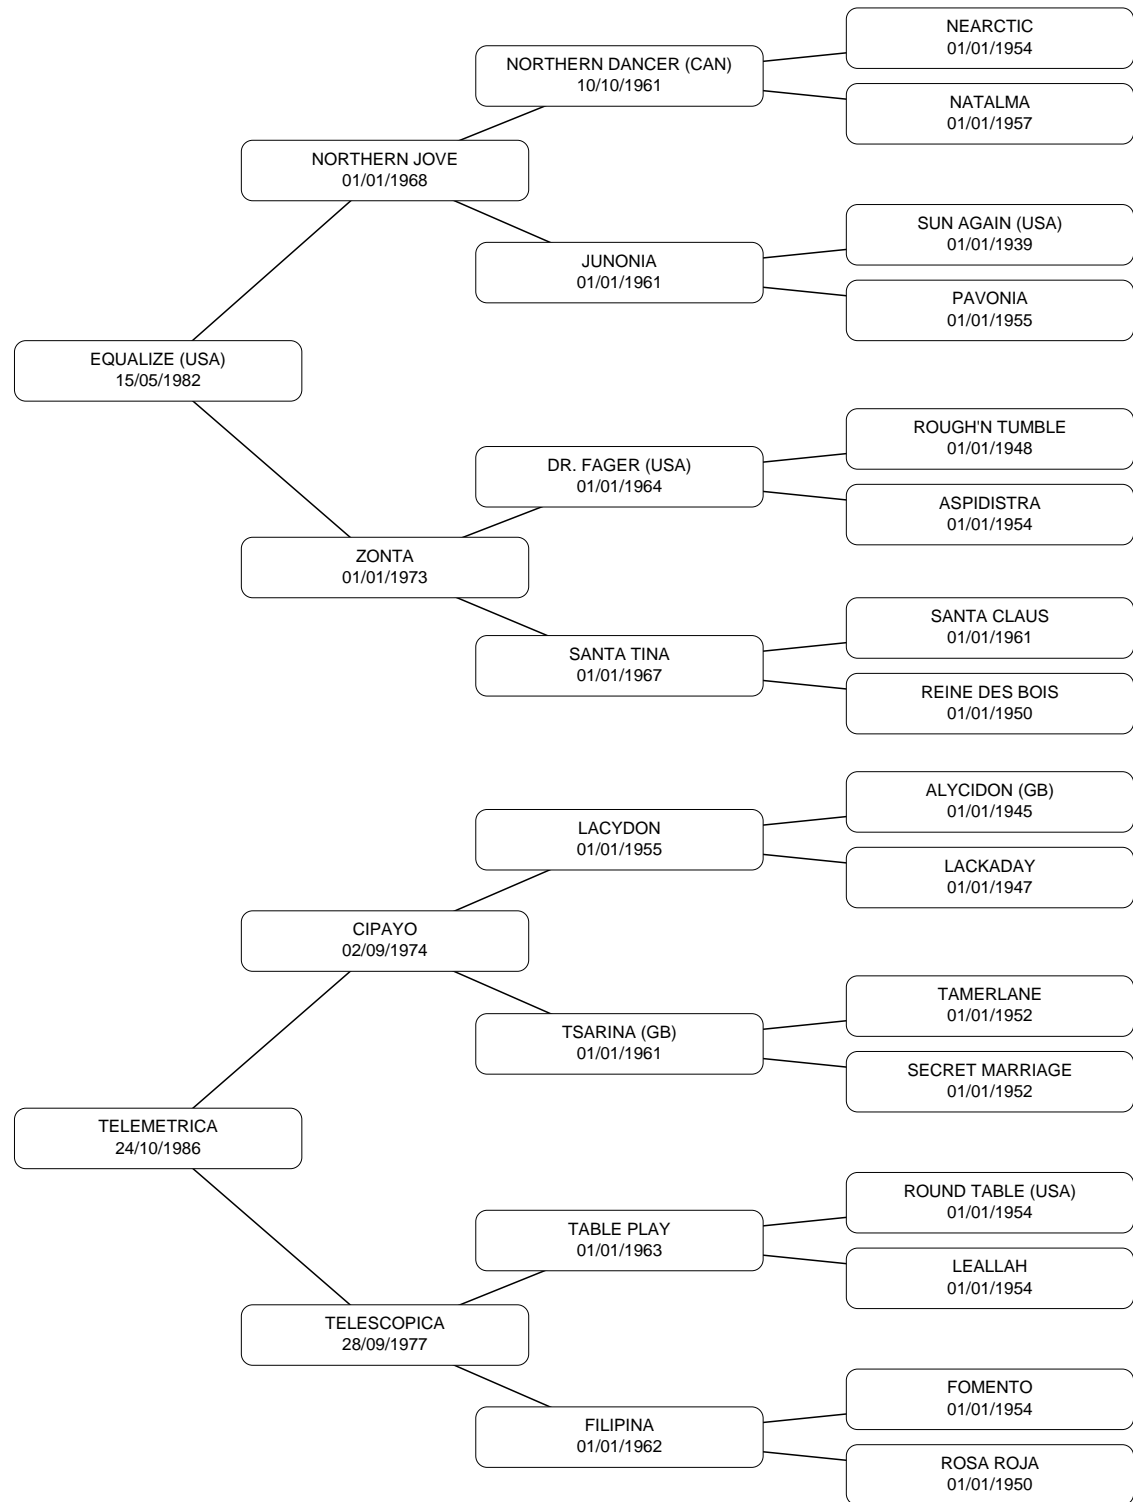 NEARCTIC
01/01/1954
NORTHERN DANCER (CAN)
10/10/1961
NATALMA
01/01/1957
NORTHERN JOVE
01/01/1968
SUN AGAIN (USA)
01/01/1939
JUNONIA
01/01/1961
PAVONIA
01/01/1955
EQUALIZE (USA)
15/05/1982
ROUGH'N TUMBLE
01/01/1948
DR. FAGER (USA)
01/01/1964
ASPIDISTRA
01/01/1954
ZONTA
01/01/1973
SANTA CLAUS
01/01/1961
SANTA TINA
01/01/1967
REINE DES BOIS
01/01/1950
ALYCIDON (GB)
01/01/1945
LACYDON
01/01/1955
LACKADAY
01/01/1947
CIPAYO
02/09/1974
TAMERLANE
01/01/1952
TSARINA (GB)
01/01/1961
SECRET MARRIAGE
01/01/1952
TELEMETRICA
24/10/1986
ROUND TABLE (USA)
01/01/1954
TABLE PLAY
01/01/1963
LEALLAH
01/01/1954
TELESCOPICA
28/09/1977
FOMENTO
01/01/1954
FILIPINA
01/01/1962
ROSA ROJA
01/01/1950